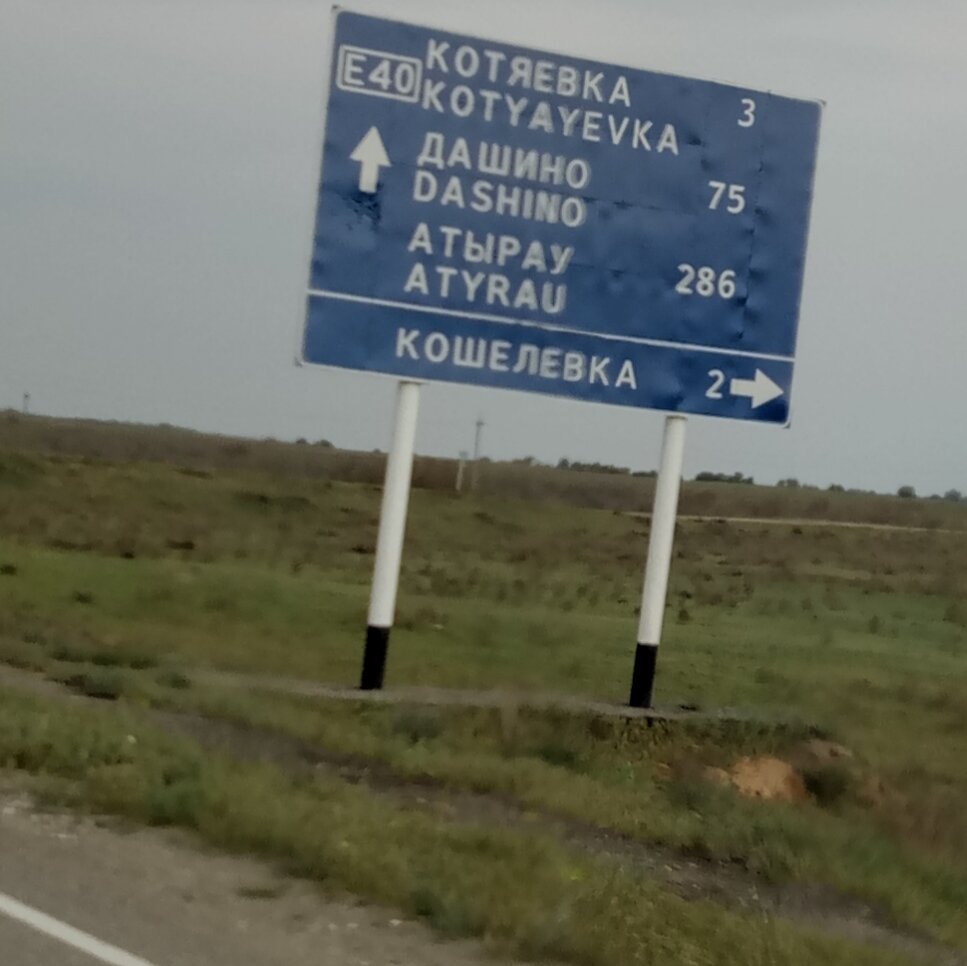 E40 КОТЯЕВКА
KOTYAYEVKA 3
ДАШИНО
DASHINO 75
АТЫРАУ
ATYRAU 286
КОШЕЛЕВКА 2